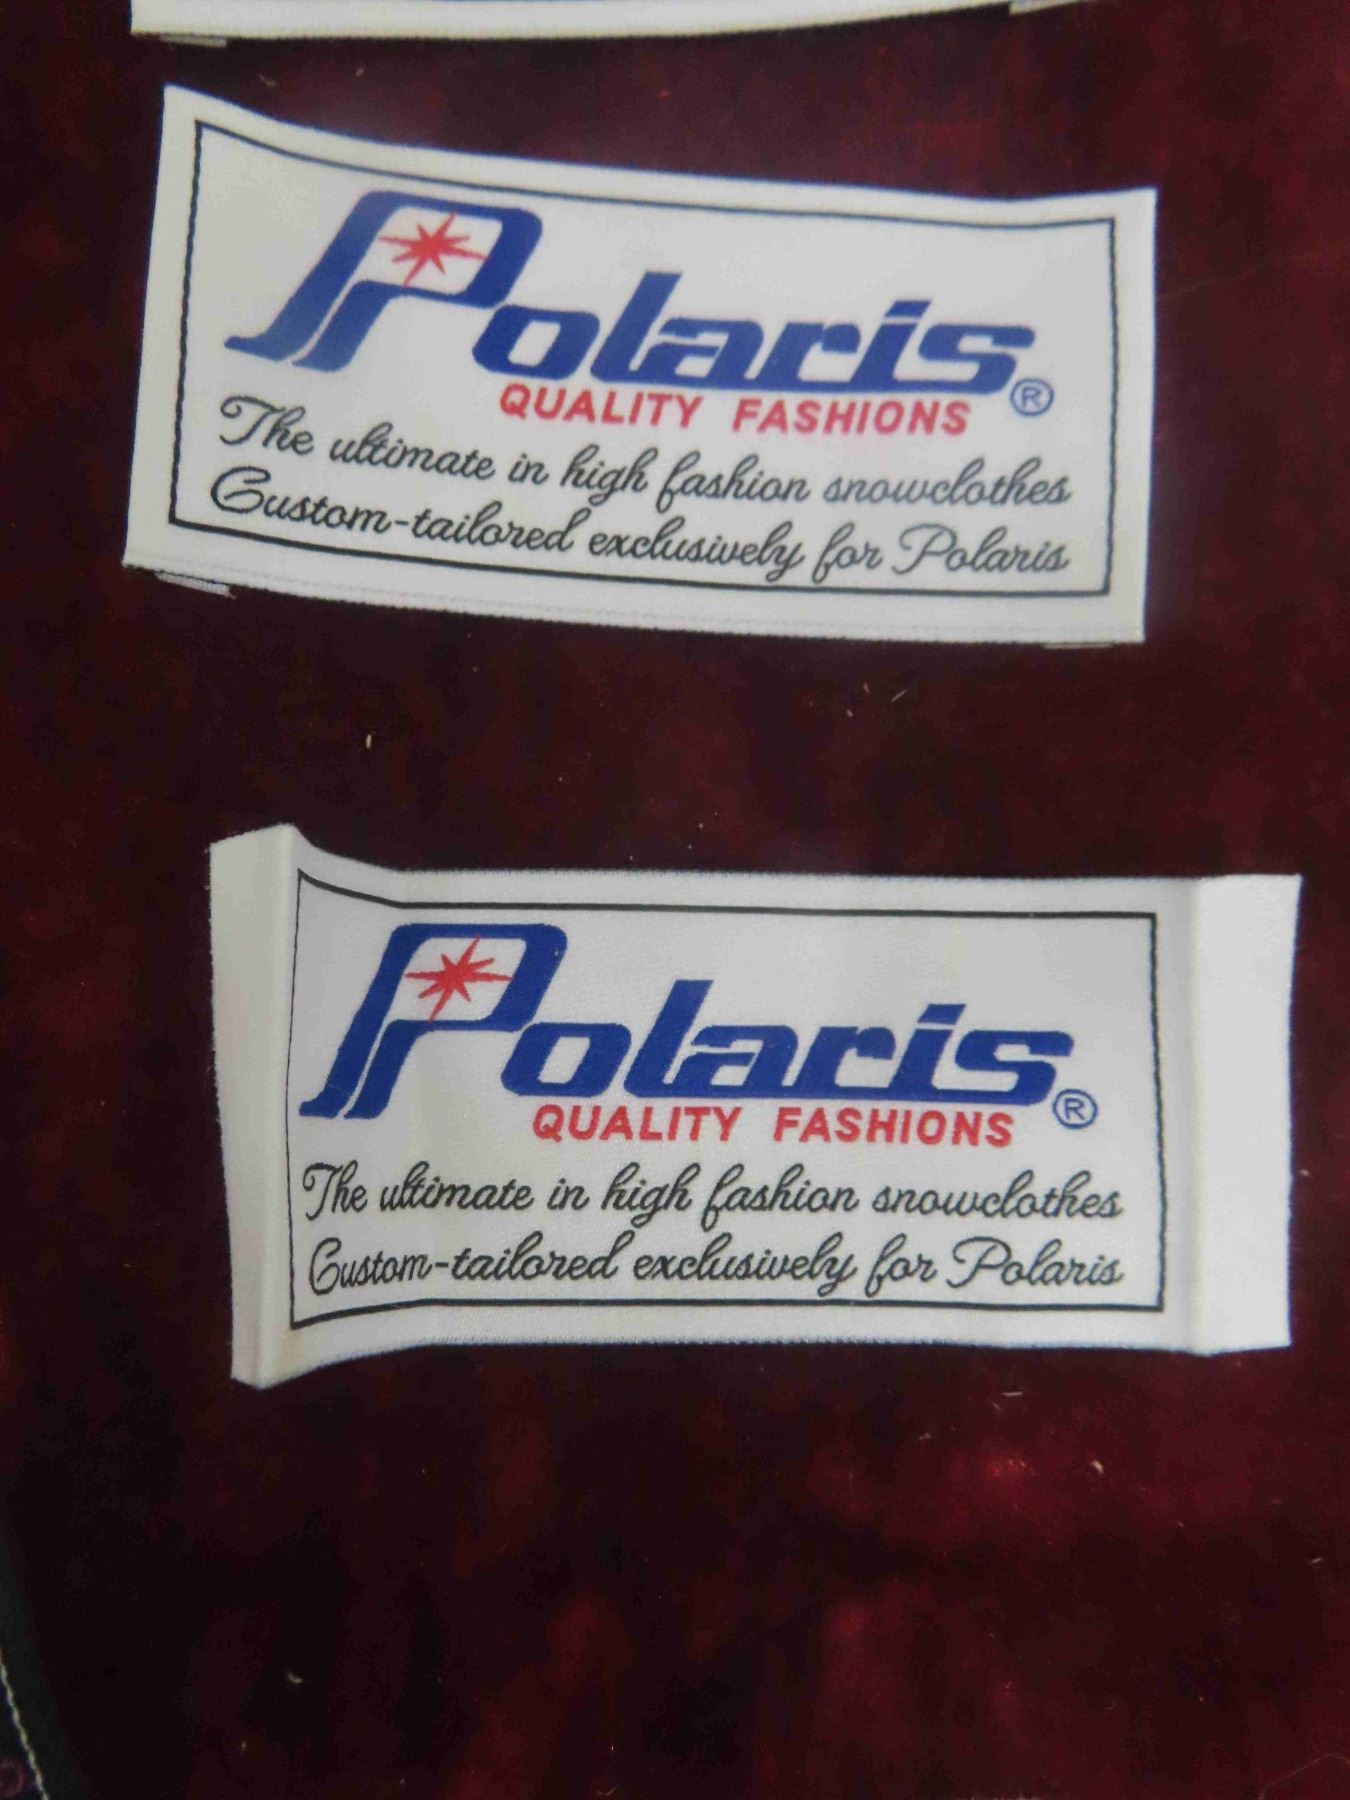 Polaris®
QUALITY FASHIONS
The ultimate in high fashion snowclothes
Custom-tailored exclusively for Polaris
Polaris®
QUALITY FASHIONS
The ultimate in high fashion snowclothes
Custom-tailored exclusively for Polaris